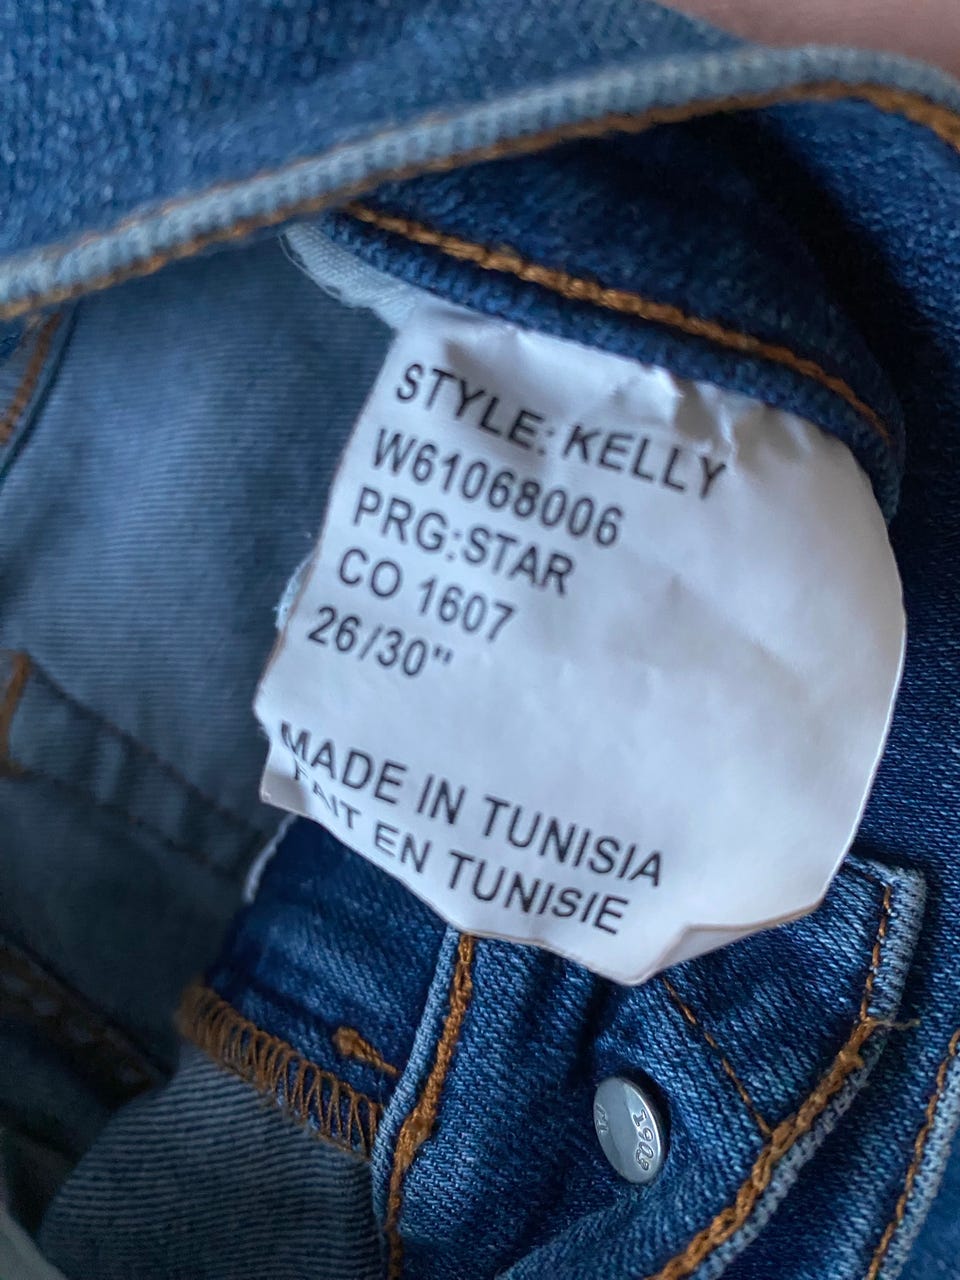 STYLE: KELLY
W61068006
PRG:STAR
CO 1607
26/30"
MADE IN TUNISIA
FAIT EN TUNISIE